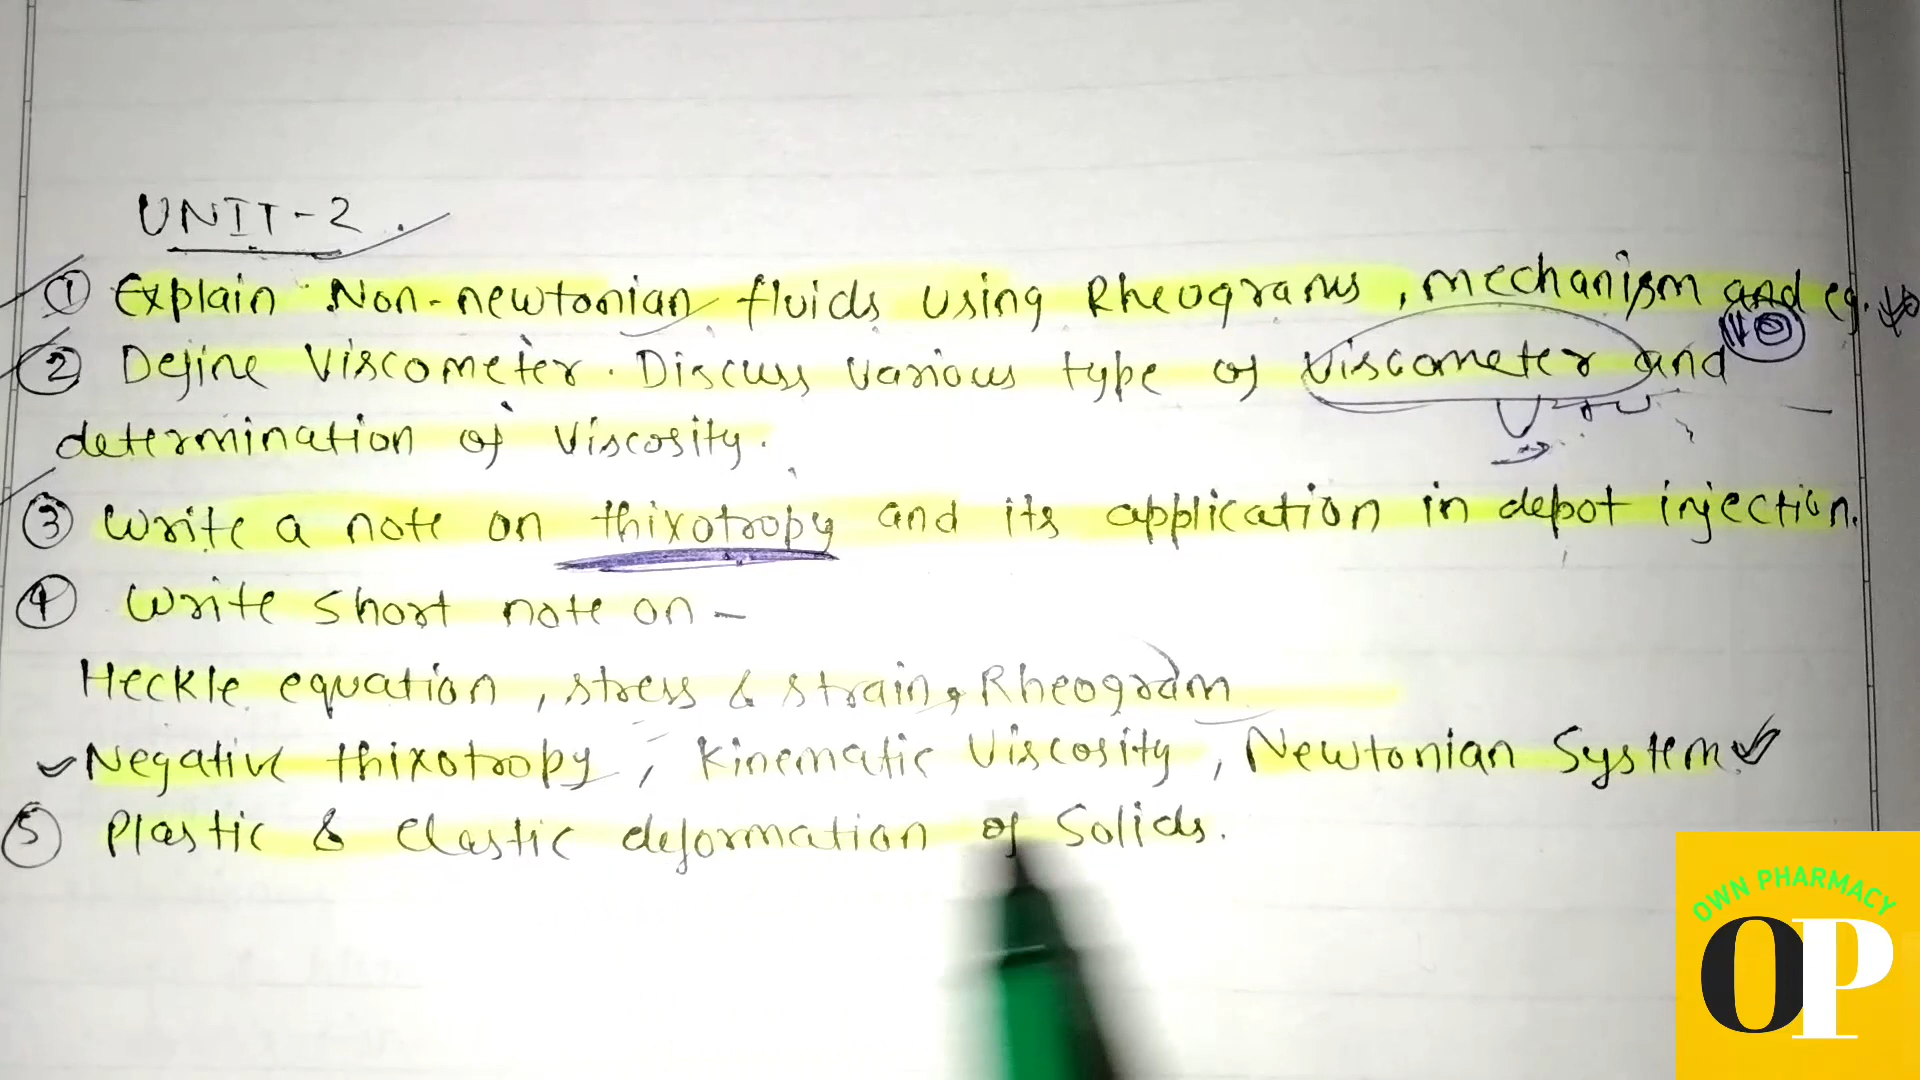 UNIT-2.
① Explain Non-newtonian fluids using Rheograms, mechanism and eg.
② Define Viscometer. Discuss various type of Viscometer and
determination of Viscosity.
③ Write a note on thixotropy and its application in depot injection.
④ Write short note on -
Heckle equation, stress & strain, Rheogram
Negative thixotropy, Kinematic Viscosity, Newtonian System
⑤ Plastic & Elastic deformation of Solids.
OWN PHARMACY
OP